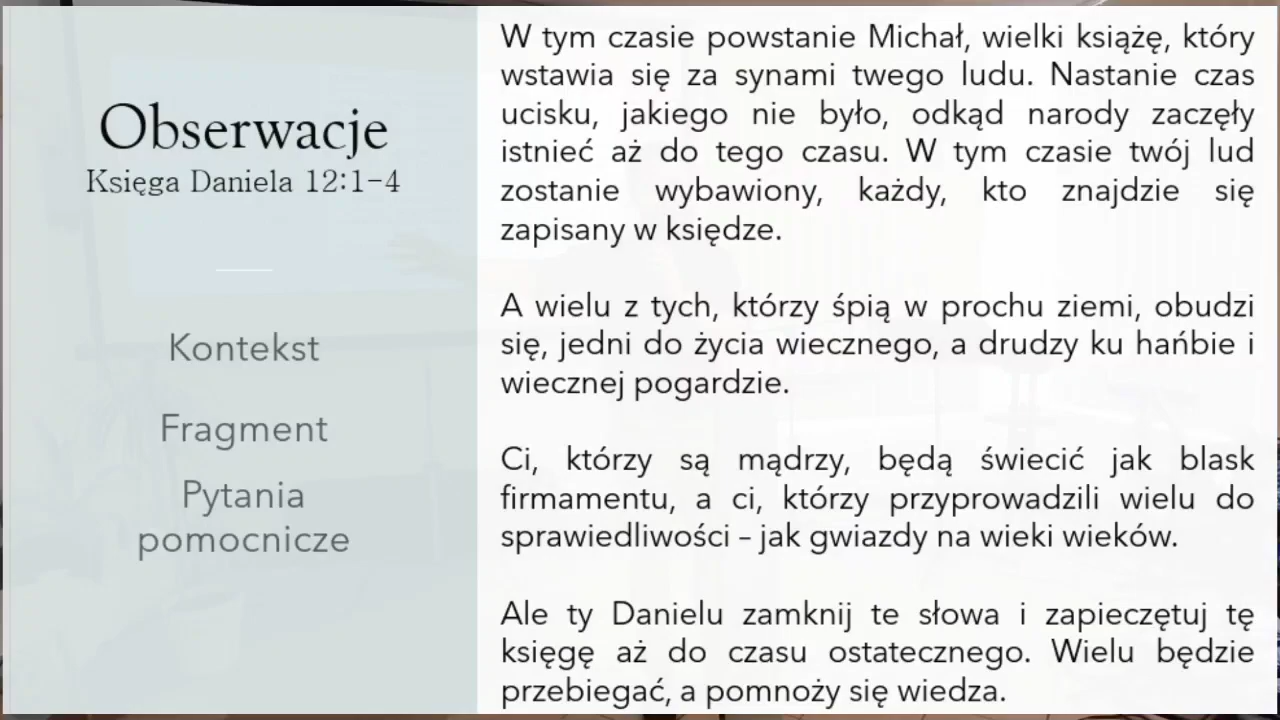 Obserwacje
Księga Daniela 12:1-4
Kontekst
Fragment
Pytania
pomocnicze
W tym czasie powstanie Michał, wielki książę, który
wstawia się za synami twego ludu. Nastanie czas
ucisku, jakiego nie było, odkąd narody zaczęły
istnieć aż do tego czasu. W tym czasie twój lud
zostanie wybawiony, każdy, kto znajdzie się
zapisany w księdze.
A wielu z tych, którzy śpią w prochu ziemi, obudzi
się, jedni do życia wiecznego, a drudzy ku hańbie i
wiecznej pogardzie.
Ci, którzy są mądrzy, będą świecić jak blask
firmamentu, a ci, którzy przyprowadzili wielu do
sprawiedliwości – jak gwiazdy na wieki wieków.
Ale ty Danielu zamknij te słowa i zapieczętuj tę
księgę aż do czasu ostatecznego. Wielu będzie
przebiegać, a pomnoży się wiedza.